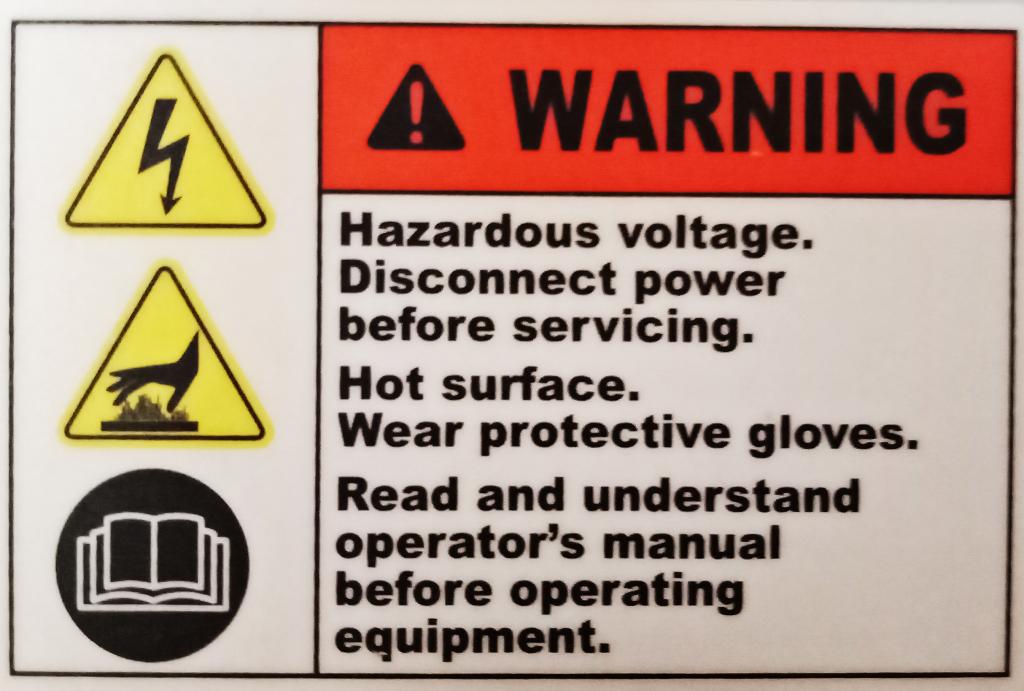 WARNING
Hazardous voltage.
Disconnect power
before servicing.
Hot surface.
Wear protective gloves.
Read and understand
operator’s manual
before operating
equipment.